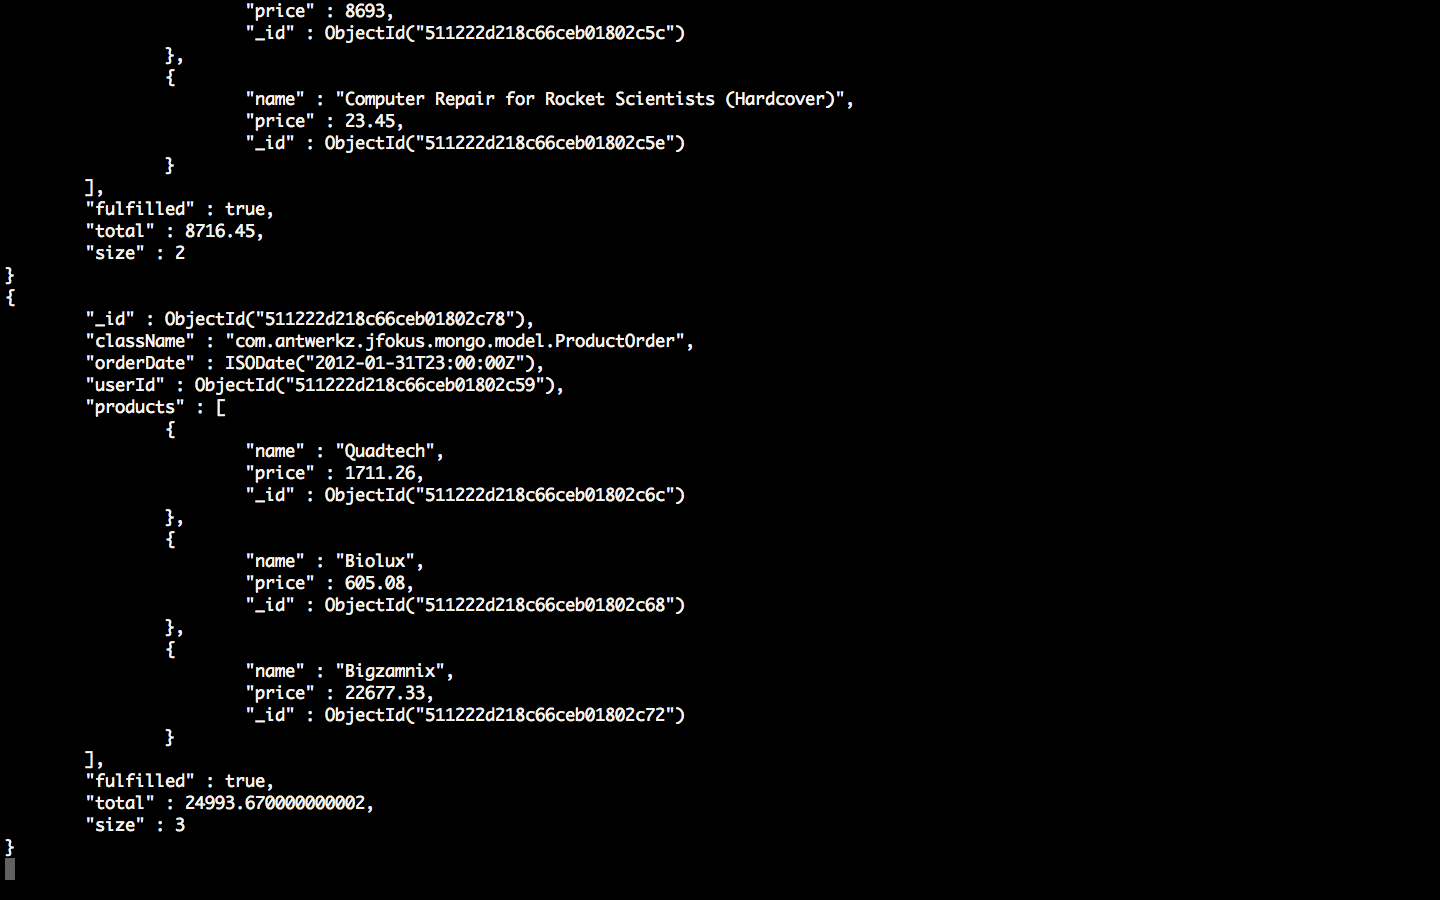 "price" : 8693,
"_id" : ObjectId("511222d218c66ceb01802c5c")
},
{
"name" : "Computer Repair for Rocket Scientists (Hardcover)",
"price" : 23.45,
"_id" : ObjectId("511222d218c66ceb01802c5e")
}
],
"fulfilled" : true,
"total" : 8716.45,
"size" : 2
}
{
"_id" : ObjectId("511222d218c66ceb01802c78"),
"className" : "com.antwerkz.jfokus.mongo.model.ProductOrder",
"orderDate" : ISODate("2012-01-31T23:00:00Z"),
"userId" : ObjectId("511222d218c66ceb01802c59"),
"products" : [
{
"name" : "Quadtech",
"price" : 1711.26,
"_id" : ObjectId("511222d218c66ceb01802c6c")
},
{
"name" : "Biolux",
"price" : 605.08,
"_id" : ObjectId("511222d218c66ceb01802c68")
},
{
"name" : "Bigzamnix",
"price" : 22677.33,
"_id" : ObjectId("511222d218c66ceb01802c72")
}
],
"fulfilled" : true,
"total" : 24993.670000000002,
"size" : 3
}